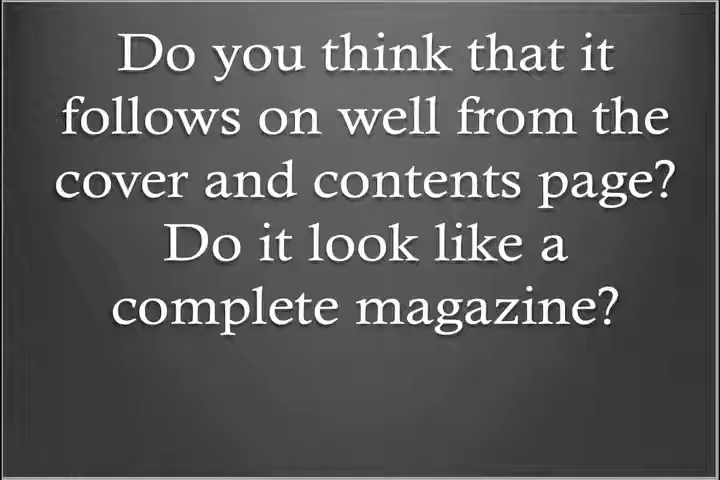 Do you think that it
follows on well from the
cover and contents page?
Do it look like a
complete magazine?